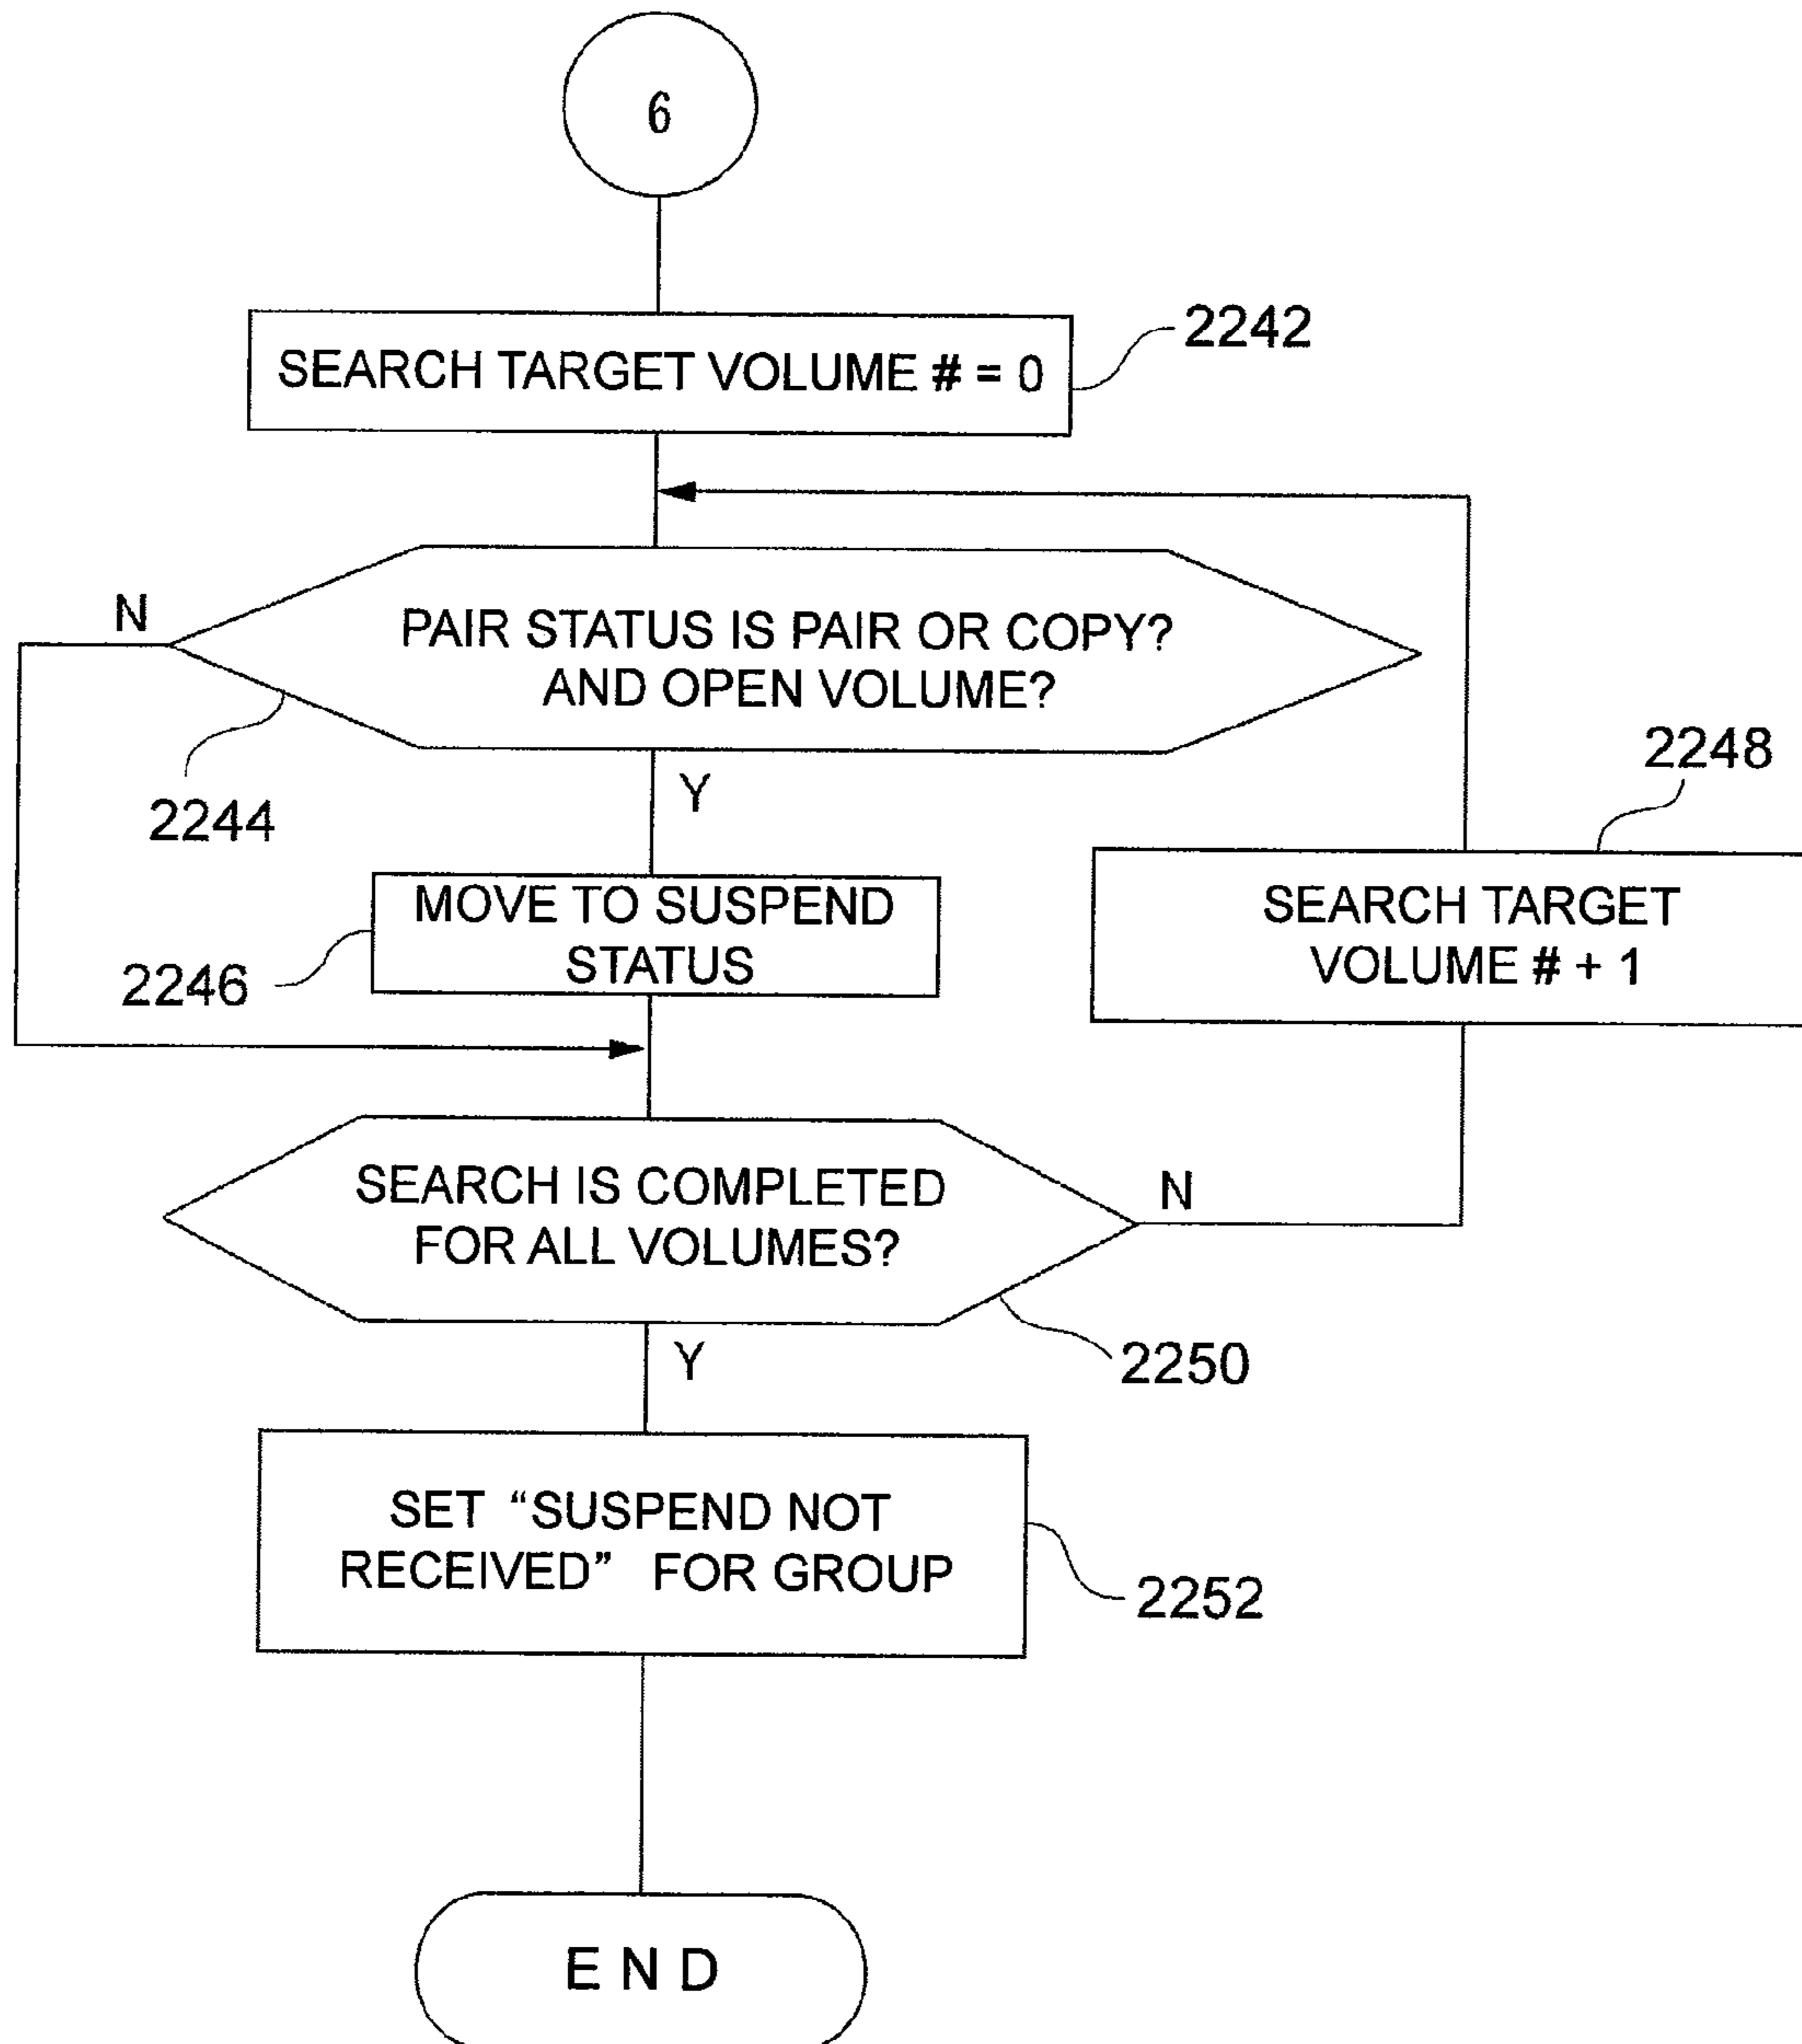 6
SEARCH TARGET VOLUME # = 0
2242
N
PAIR STATUS IS PAIR OR COPY?
AND OPEN VOLUME?
2244
Y
2248
MOVE TO SUSPEND
STATUS
2246
SEARCH TARGET
VOLUME # + 1
SEARCH IS COMPLETED
FOR ALL VOLUMES?
N
2250
Y
SET “SUSPEND NOT
RECEIVED” FOR GROUP
2252
E N D